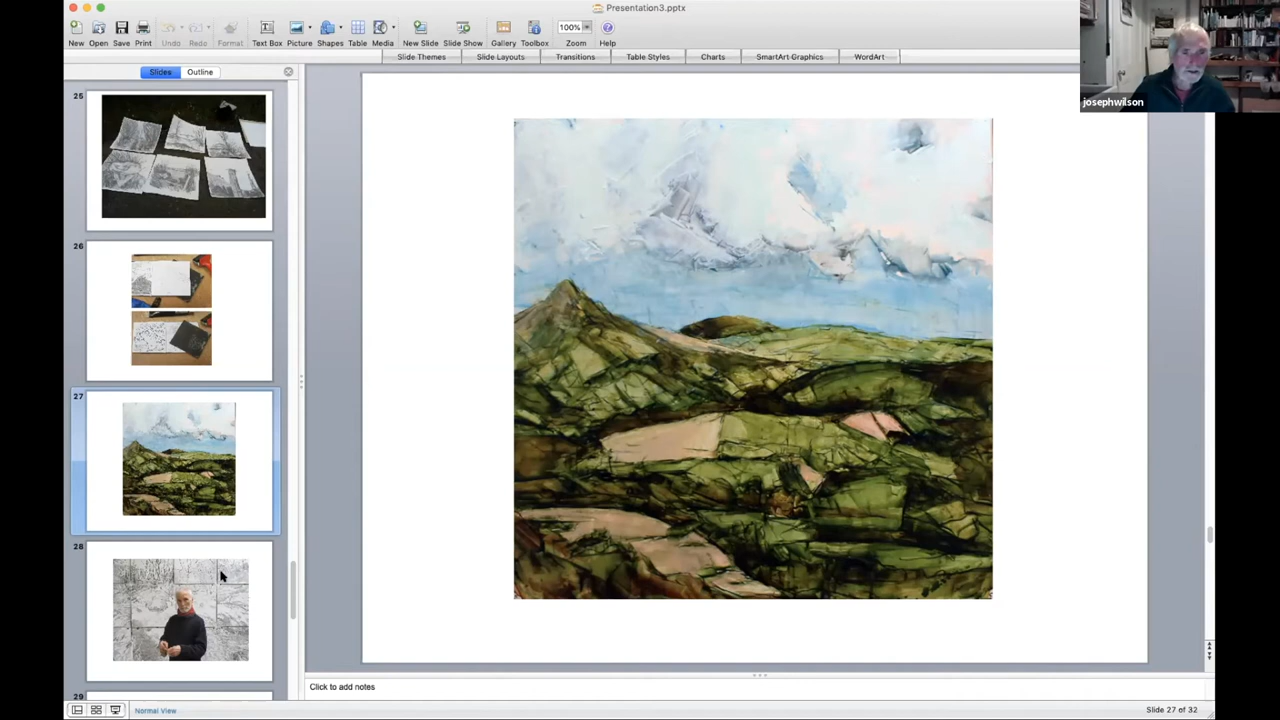 Presentation3.pptx
New Open Save Print Undo Redo Format Text Box Picture Shapes Table Media New Slide Slide Show Gallery Toolbox Zoom Help
100%
Slide Themes Slide Layouts Transitions Table Styles Charts SmartArt Graphics WordArt
Slides Outline
josephwilson
25
26
27
28
29
Click to add notes
Normal View
Slide 27 of 32